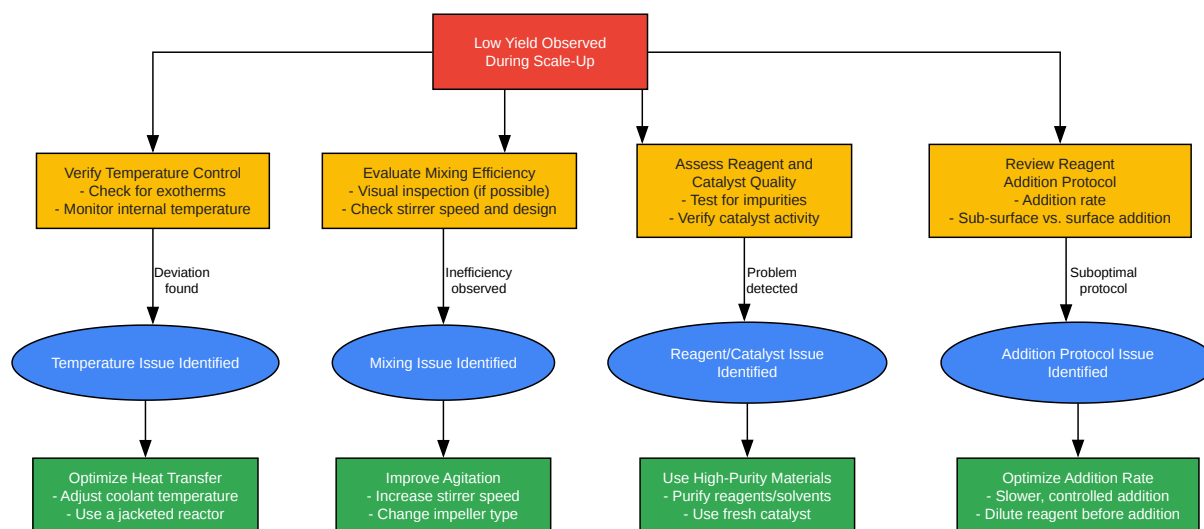 Low Yield Observed
During Scale-Up
Verify Temperature Control
- Check for exotherms
- Monitor internal temperature
Evaluate Mixing Efficiency
- Visual inspection (if possible)
- Check stirrer speed and design
Assess Reagent and
Catalyst Quality
- Test for impurities
- Verify catalyst activity
Review Reagent
Addition Protocol
- Addition rate
- Sub-surface vs. surface addition
Deviation
found
Inefficiency
observed
Problem
detected
Suboptimal
protocol
Temperature Issue Identified
Mixing Issue Identified
Reagent/Catalyst Issue
Identified
Addition Protocol Issue
Identified
Optimize Heat Transfer
- Adjust coolant temperature
- Use a jacketed reactor
Improve Agitation
- Increase stirrer speed
- Change impeller type
Use High-Purity Materials
- Purify reagents/solvents
- Use fresh catalyst
Optimize Addition Rate
- Slower, controlled addition
- Dilute reagent before addition